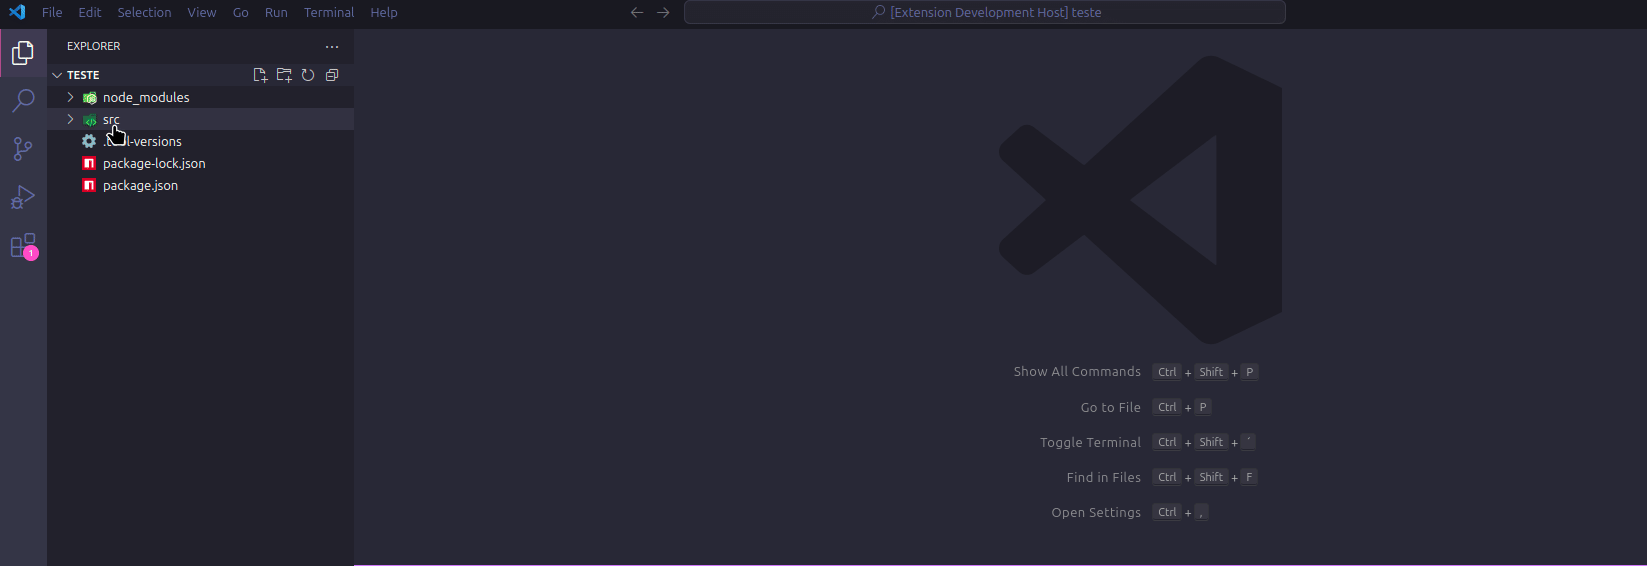 File Edit Selection View Go Run Terminal Help
[Extension Development Host] teste
EXPLORER
TESTE
node_modules
src
package-lock.json
package.json
1
Show All Commands Ctrl + Shift + P
Go to File Ctrl + P
Toggle Terminal Ctrl + Shift + ´
Find in Files Ctrl + Shift + F
Open Settings Ctrl + ,